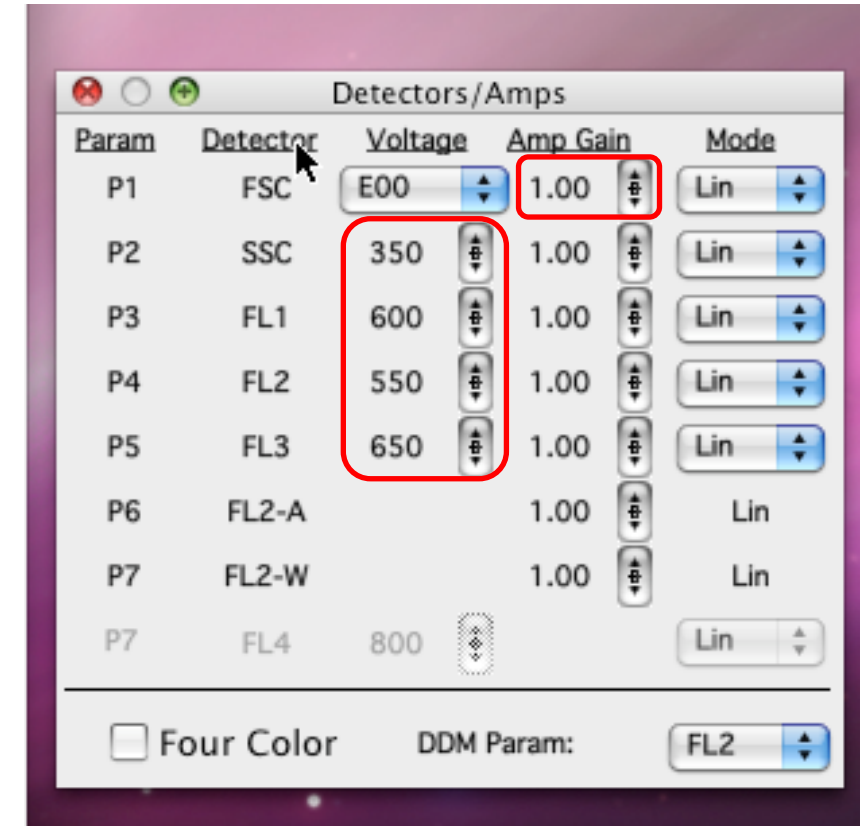 Detectors/Amps
Param Detector Voltage Amp Gain Mode
P1 FSC E00 1.00 Lin
P2 SSC 350 1.00 Lin
P3 FL1 600 1.00 Lin
P4 FL2 550 1.00 Lin
P5 FL3 650 1.00 Lin
P6 FL2-A 1.00 Lin
P7 FL2-W 1.00 Lin
P7 FL4 800 Lin
Four Color DDM Param: FL2